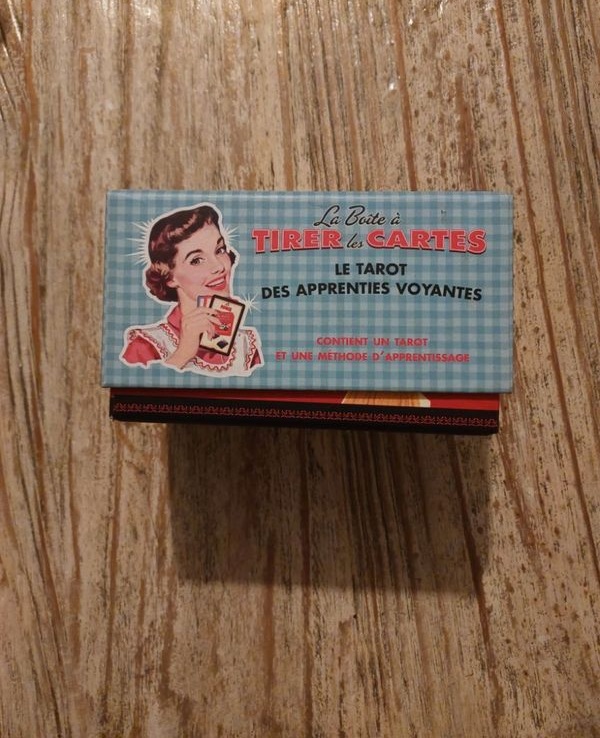 La Boîte à
TIRER les CARTES
LE TAROT
DES APPRENTIES VOYANTES
CONTIENT UN TAROT
ET UNE METHODE D'APPRENTISSAGE